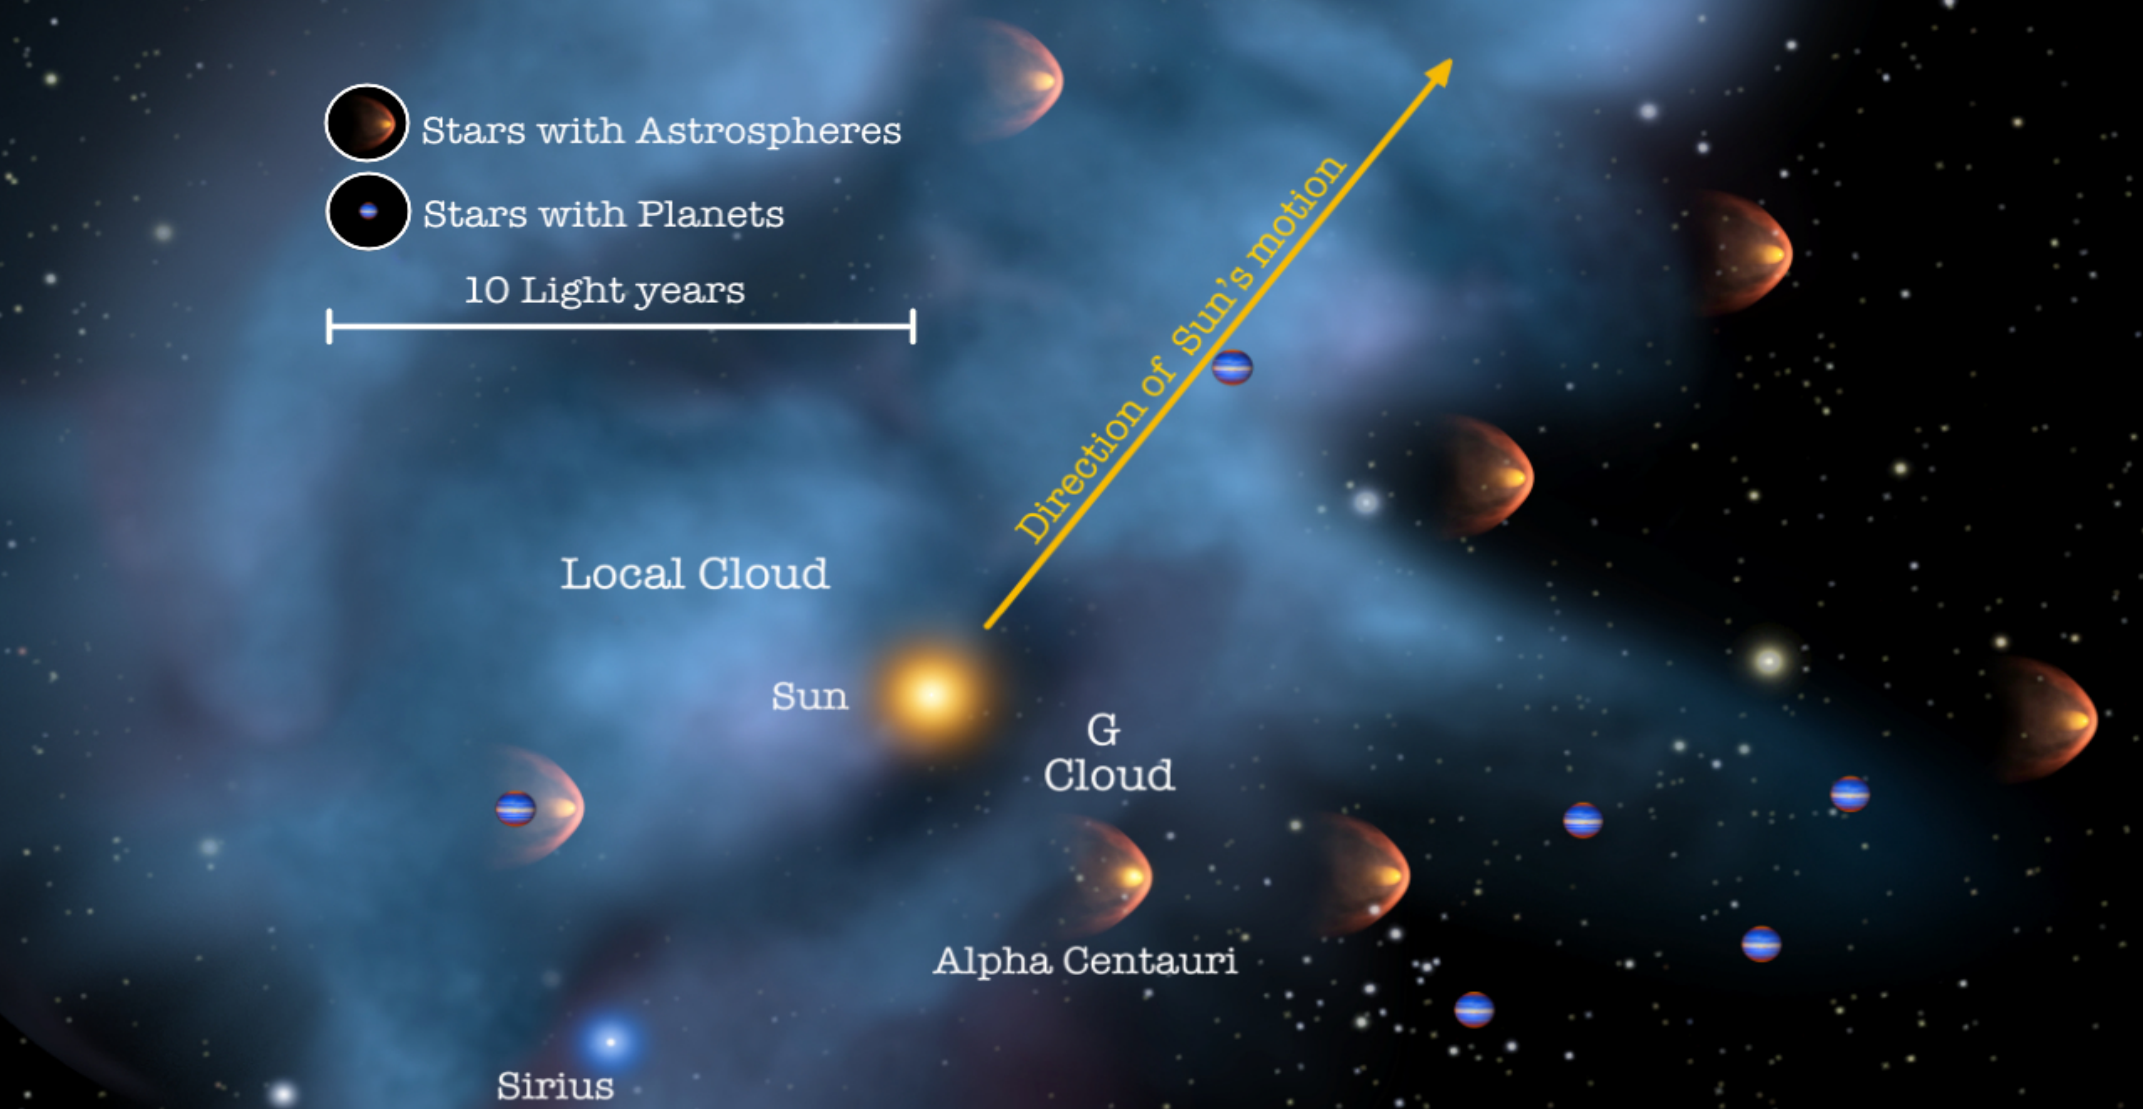 Stars with Astrospheres
Stars with Planets
10 Light years
Direction of Sun's motion
Local Cloud
Sun
G
Cloud
Alpha Centauri
Sirius